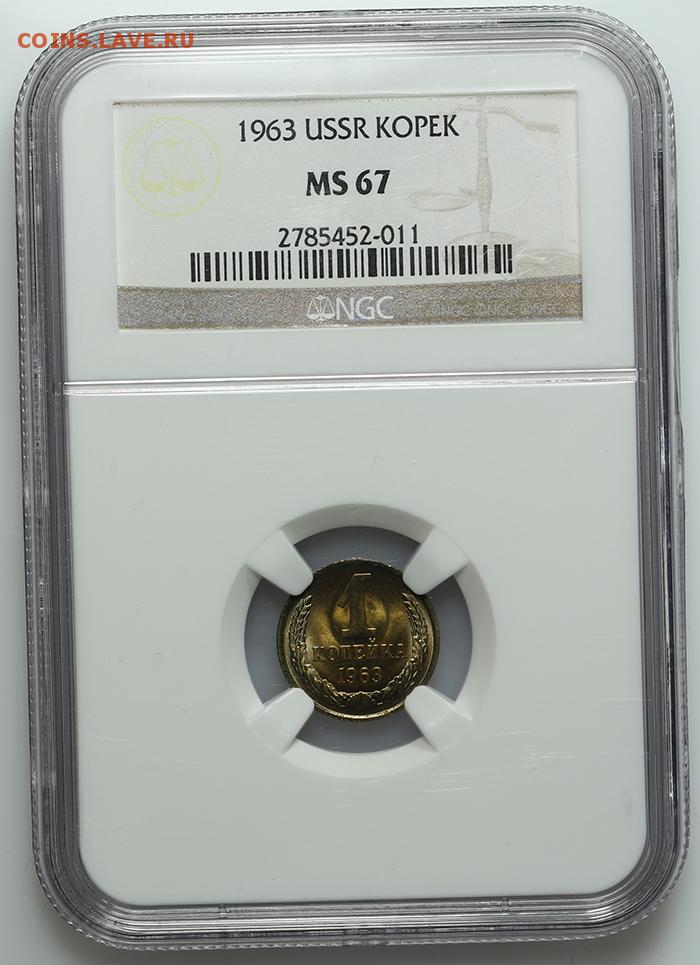 COINS.LAVE.RU
1963 USSR KOPEK
MS 67
2785452-011
NGC
1
КОПЕЙКА
1963